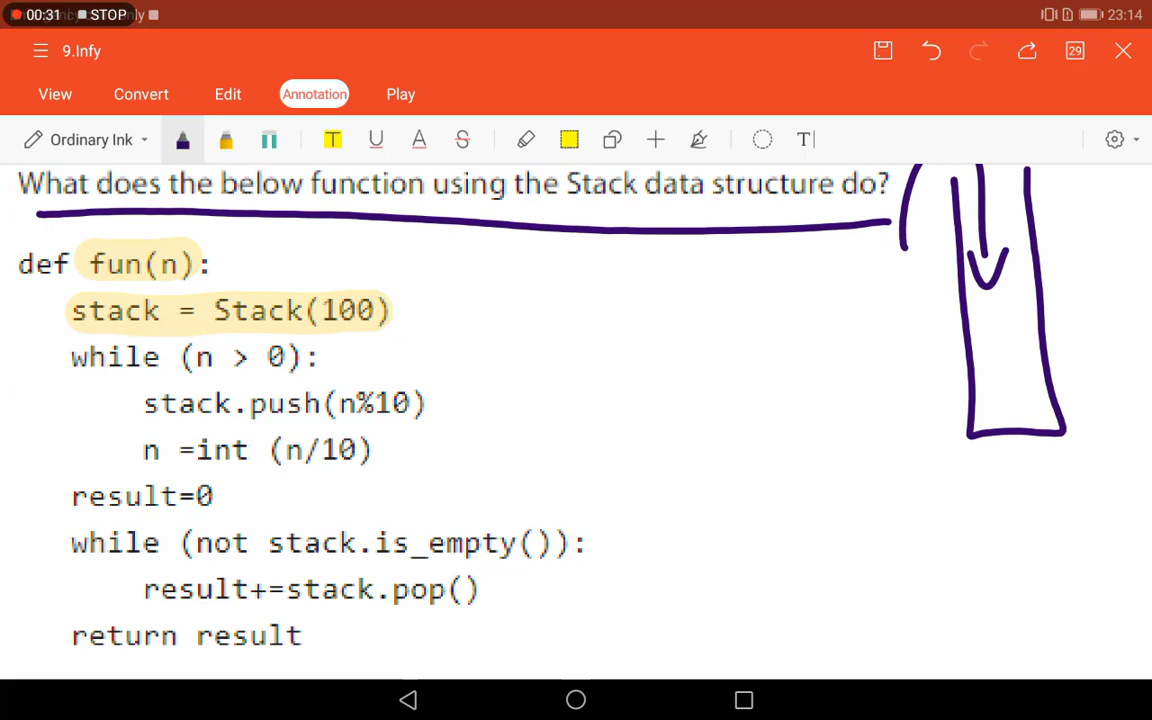 00:31 STOP ly 23:14
9.Infy 29
View Convert Edit Annotation Play
Ordinary Ink T U A S T
What does the below function using the Stack data structure do?
def fun(n):
stack = Stack(100)
while (n > 0):
stack.push(n%10)
n =int (n/10)
result=0
while (not stack.is_empty()):
result+=stack.pop()
return result